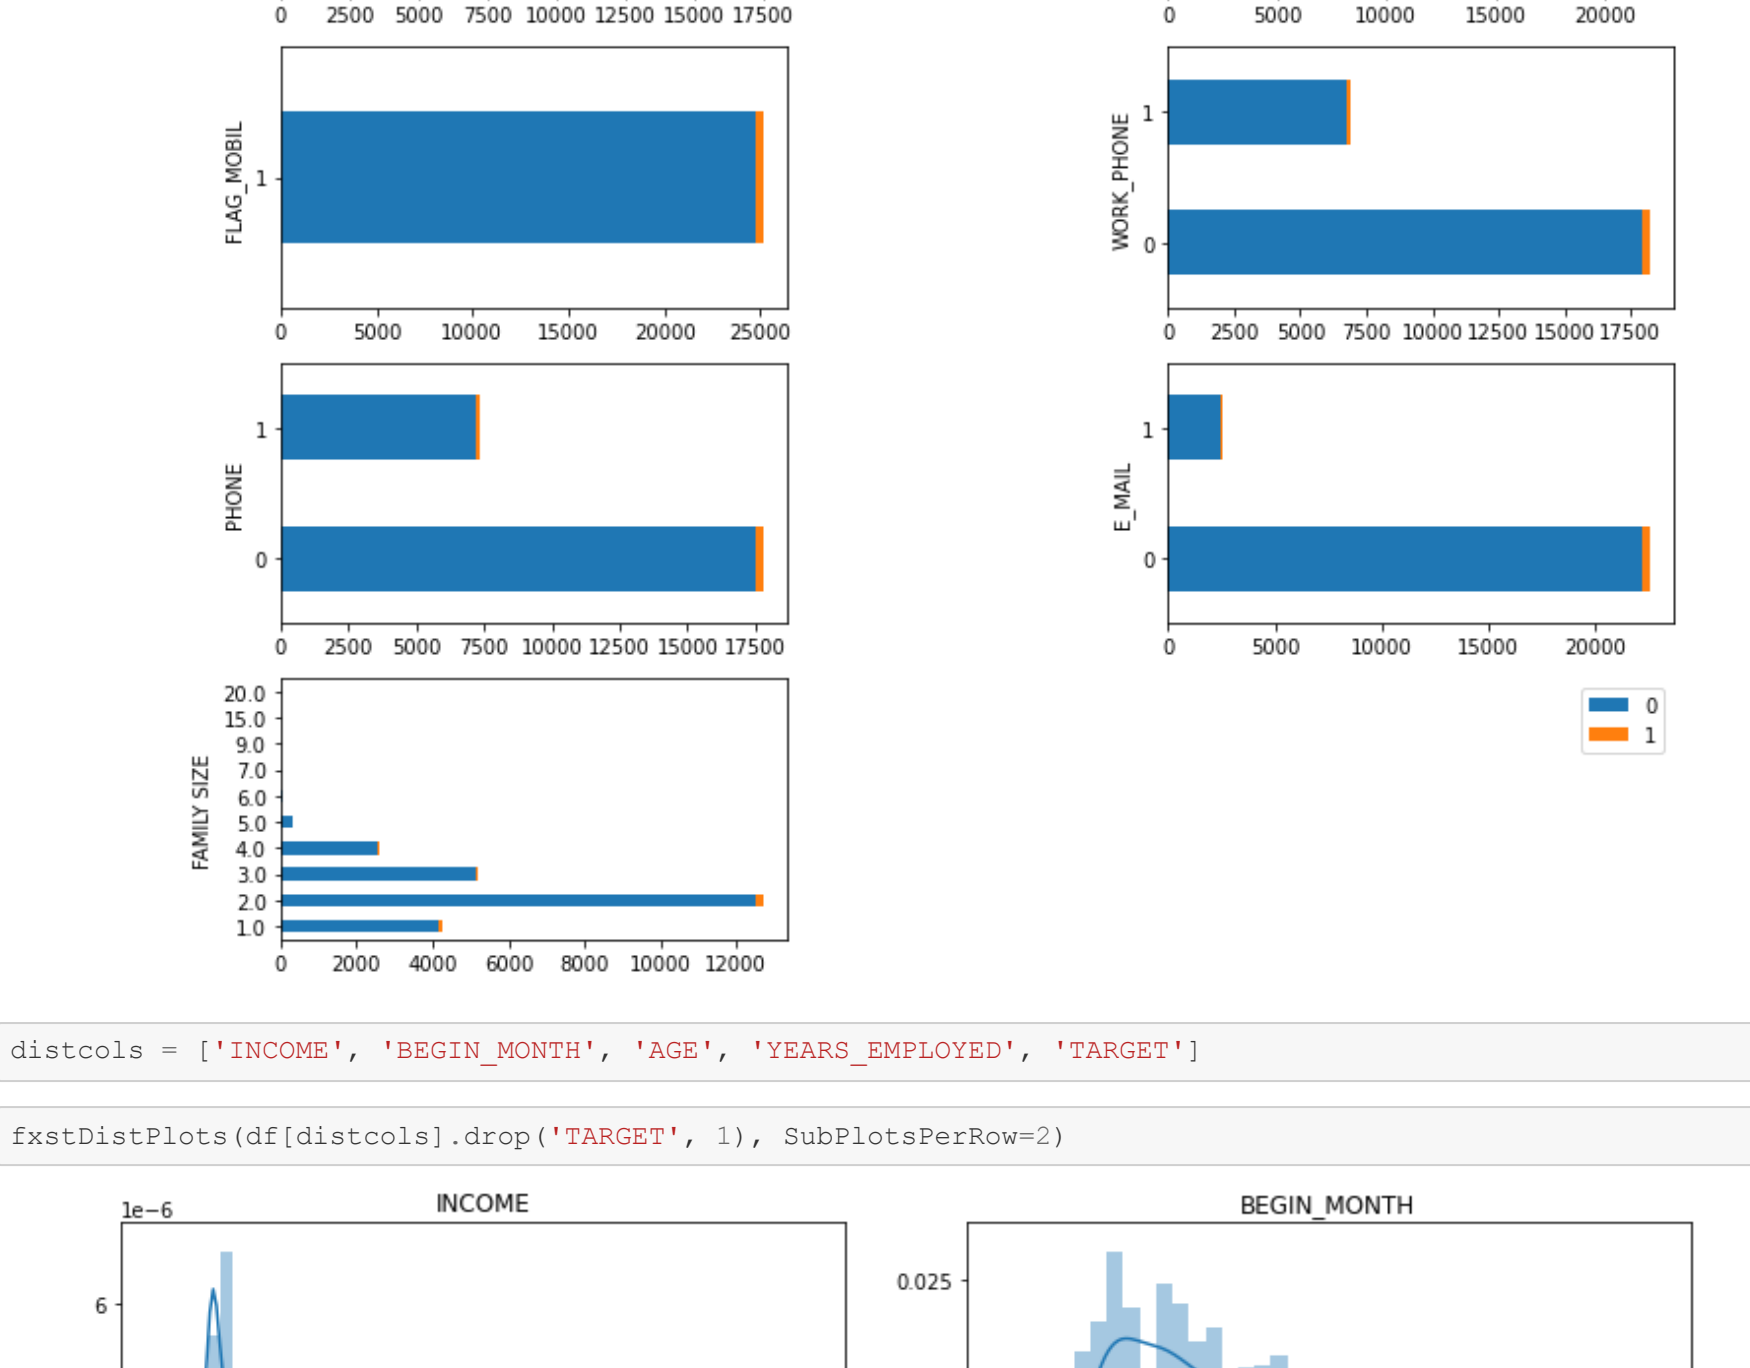 0 2500 5000 7500 10000 12500 15000 17500
0 5000 10000 15000 20000
FLAG_MOBIL
1
0 5000 10000 15000 20000 25000
WORK_PHONE
1
0
0 2500 5000 7500 10000 12500 15000 17500
PHONE
1
0
0 2500 5000 7500 10000 12500 15000 17500
E_MAIL
1
0
0 5000 10000 15000 20000
FAMILY SIZE
20.0
15.0
9.0
7.0
6.0
5.0
4.0
3.0
2.0
1.0
0 2000 4000 6000 8000 10000 12000
0
1
distcols = ['INCOME', 'BEGIN_MONTH', 'AGE', 'YEARS_EMPLOYED', 'TARGET']
fxstDistPlots(df[distcols].drop('TARGET', 1), SubPlotsPerRow=2)
INCOME
1e−6
6
BEGIN_MONTH
0.025